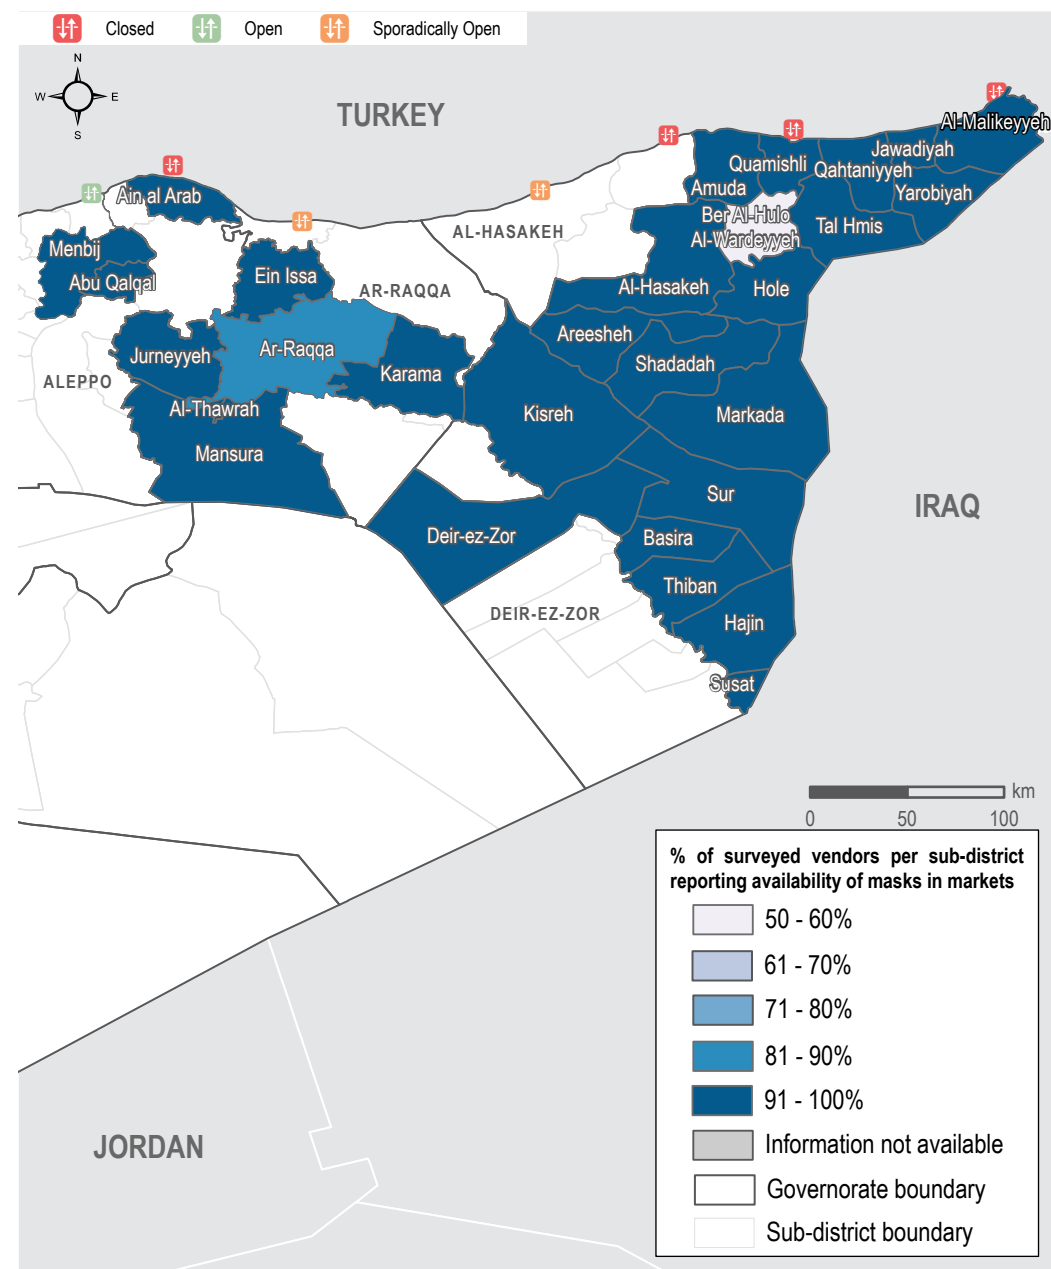 Closed Open Sporadically Open
N
W E
S
TURKEY
Al-Malikeyyeh
Jawadiyah
Quamishli
Qahtaniyyeh
Amuda
Yarobiyah
Ain al Arab
Ber Al-Hulo
Al-Wardeyyeh
Tal Hmis
AL-HASAKEH
Menbij
Abu Qalqal
Ein Issa
AR-RAQQA
Al-Hasakeh
Hole
Areesheh
Ar-Raqqa
Jurneyyeh
Shadadah
ALEPPO
Karama
Al-Thawrah
Kisreh
Markada
Mansura
Sur
IRAQ
Deir-ez-Zor
Basira
Thiban
DEIR-EZ-ZOR
Hajin
Susat
km
0 50 100
% of surveyed vendors per sub-district
reporting availability of masks in markets
50 - 60%
61 - 70%
71 - 80%
81 - 90%
91 - 100%
Information not available
Governorate boundary
Sub-district boundary
JORDAN